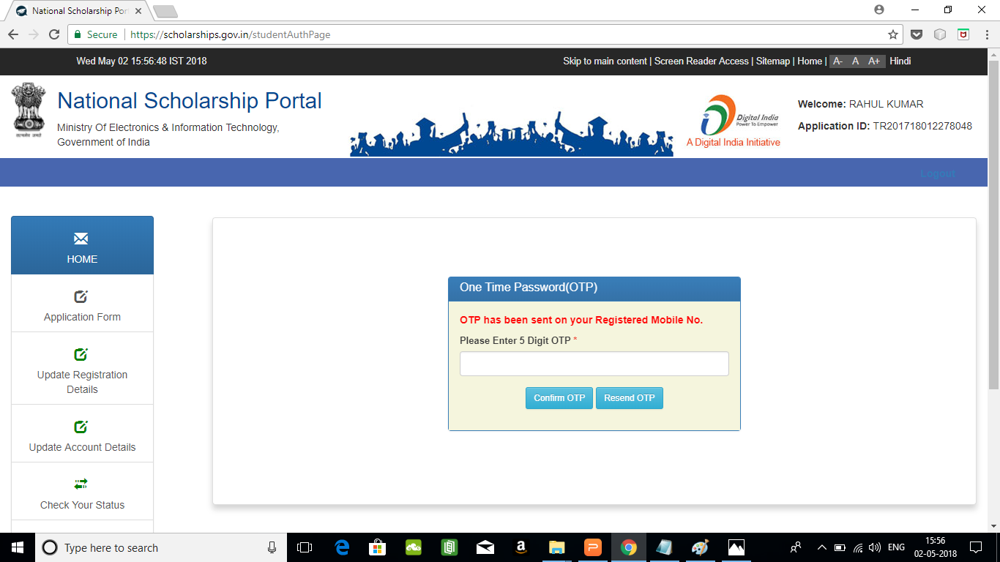 National Scholarship Por
Secure
https://scholarships.gov.in/studentAuthPage
Wed May 02 15:56:48 IST 2018
Skip to main content | Screen Reader Access | Sitemap | Home | A- A A+ Hindi
National Scholarship Portal
Ministry Of Electronics & Information Technology,
Government of India
सत्यमेव जयते
Digital India
Power To Empower
A Digital India Initiative
Welcome: RAHUL KUMAR
Application ID: TR201718012278048
Logout
HOME
Application Form
Update Registration
Details
Update Account Details
Check Your Status
One Time Password(OTP)
OTP has been sent on your Registered Mobile No.
Please Enter 5 Digit OTP *
Confirm OTP Resend OTP
Type here to search
ENG
15:56
02-05-2018